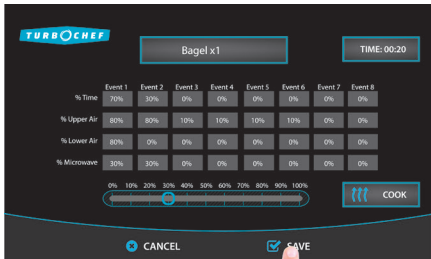 TURBOCHEF
Bagel x1
TIME: 00:20
Event 1 Event 2 Event 3 Event 4 Event 5 Event 6 Event 7 Event 8
% Time 70% 30% 0% 0% 0% 0% 0% 0%
% Upper Air 80% 80% 10% 10% 10% 10% 0% 0%
% Lower Air 80% 0% 0% 0% 0% 0% 0% 0%
% Microwave 30% 30% 0% 0% 0% 0% 0% 0%
0% 10% 20% 30% 40% 50% 60% 70% 80% 90% 100%
COOK
CANCEL SAVE